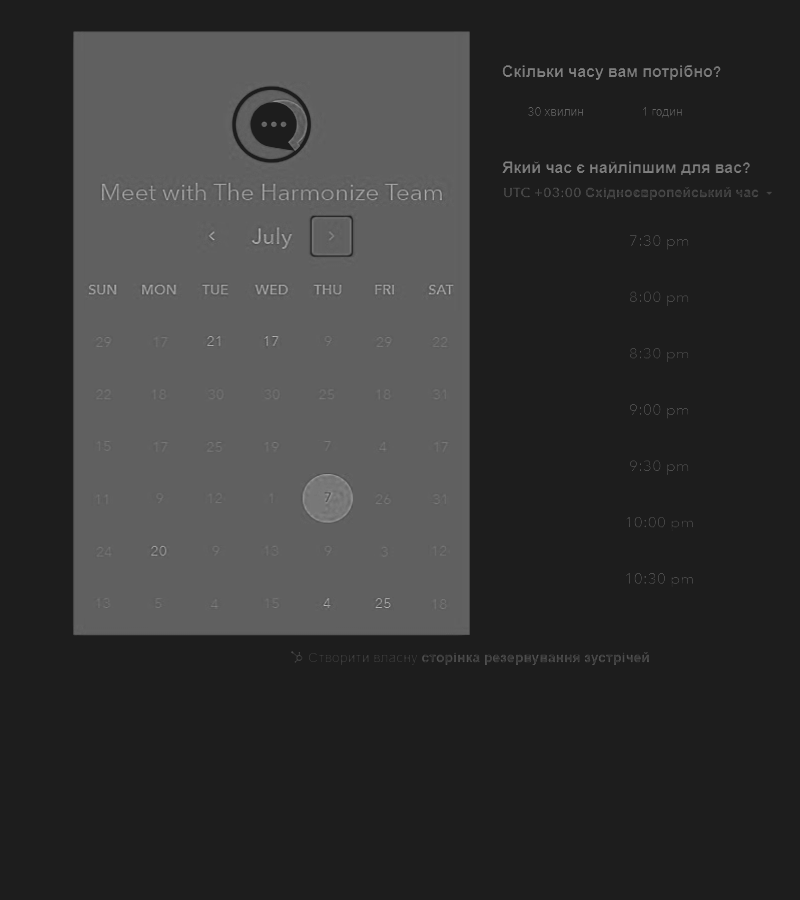 Meet with The Harmonize Team
July
SUN MON TUE WED THU FRI SAT
29 17 21 17 9 29 22
22 18 30 30 25 18 31
15 17 25 19 7 4 17
11 9 12 1 7 26 31
24 20 9 13 9 3 12
13 5 4 15 4 25 18
Скільки часу вам потрібно?
30 хвилин 1 годин
Який час є найліпшим для вас?
UTC +03:00 Східноєвропейський час
7:30 pm
8:00 pm
8:30 pm
9:00 pm
9:30 pm
10:00 pm
10:30 pm
Створити власну сторінка резервування зустрічей